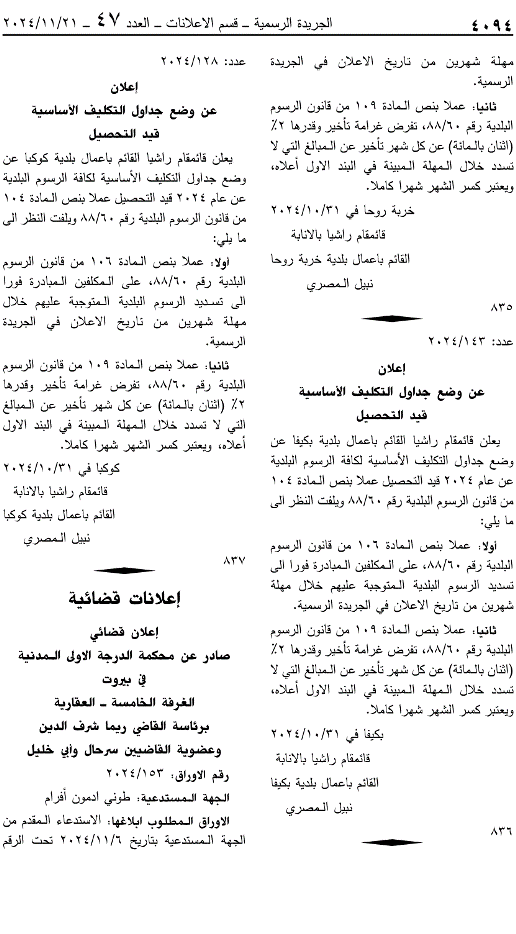 ٤٠٩٤
الجريدة الرسمية ــ قسم الاعلانات ــ العدد ٤٧ ــ ٢٠٢٤/١١/٢١
مهلة شهرين من تاريخ الاعلان في الجريدة
الرسمية.
ثانيا: عملا بنص المادة ١٠٩ من قانون الرسوم
البلدية رقم ٨٨/٦٠، تفرض غرامة تأخير وقدرها ٢٪
(اثنان بالمائة) عن كل شهر تأخير عن المبالغ التي لا
تسدد خلال المهلة المبينة في البند الاول أعلاه،
ويعتبر كسر الشهر شهرا كاملا.
خربة روحا في ٢٠٢٤/١٠/٣١
قائمقام راشيا بالانابة
القائم باعمال بلدية خربة روحا
نبيل المصري
٨٣٥
عدد: ٢٠٢٤/١٤٣
إعلان
عن وضع جداول التكليف الأساسية
قيد التحصيل
يعلن قائمقام راشيا القائم باعمال بلدية بكيفا عن
وضع جداول التكليف الأساسية لكافة الرسوم البلدية
عن عام ٢٠٢٤ قيد التحصيل عملا بنص المادة ١٠٤
من قانون الرسوم البلدية رقم ٨٨/٦٠ ويلفت النظر الى
ما يلي:
أولا: عملا بنص المادة ١٠٦ من قانون الرسوم
البلدية رقم ٨٨/٦٠، على المكلفين المبادرة فورا الى
تسديد الرسوم البلدية المتوجبة عليهم خلال مهلة
شهرين من تاريخ الاعلان في الجريدة الرسمية.
ثانيا: عملا بنص المادة ١٠٩ من قانون الرسوم
البلدية رقم ٨٨/٦٠، تفرض غرامة تأخير وقدرها ٢٪
(اثنان بالمائة) عن كل شهر تأخير عن المبالغ التي لا
تسدد خلال المهلة المبينة في البند الاول أعلاه،
ويعتبر كسر الشهر شهرا كاملا.
بكيفا في ٢٠٢٤/١٠/٣١
قائمقام راشيا بالانابة
القائم باعمال بلدية بكيفا
نبيل المصري
٨٣٦
عدد: ٢٠٢٤/١٢٨
إعلان
عن وضع جداول التكليف الأساسية
قيد التحصيل
يعلن قائمقام راشيا القائم باعمال بلدية كوكبا عن
وضع جداول التكليف الأساسية لكافة الرسوم البلدية
عن عام ٢٠٢٤ قيد التحصيل عملا بنص المادة ١٠٤
من قانون الرسوم البلدية رقم ٨٨/٦٠ ويلفت النظر الى
ما يلي:
أولا: عملا بنص المادة ١٠٦ من قانون الرسوم
البلدية رقم ٨٨/٦٠، على المكلفين المبادرة فورا
الى تسديد الرسوم البلدية المتوجبة عليهم خلال
مهلة شهرين من تاريخ الاعلان في الجريدة
الرسمية.
ثانيا: عملا بنص المادة ١٠٩ من قانون الرسوم
البلدية رقم ٨٨/٦٠، تفرض غرامة تأخير وقدرها
٢٪ (اثنان بالمائة) عن كل شهر تأخير عن المبالغ
التي لا تسدد خلال المهلة المبينة في البند الاول
أعلاه، ويعتبر كسر الشهر شهرا كاملا.
كوكبا في ٢٠٢٤/١٠/٣١
قائمقام راشيا بالانابة
القائم باعمال بلدية كوكبا
نبيل المصري
٨٣٧
إعلانات قضائية
إعلان قضائي
صادر عن محكمة الدرجة الاولى المدنية
في بيروت
الغرفة الخامسة ــ العقارية
برئاسة القاضي ريما شرف الدين
وعضوية القاضيين سرحال وأبي خليل
رقم الاوراق: ٢٠٢٤/١٥٣
الجهة المستدعية: طوني ادمون أفرام
الاوراق المطلوب ابلاغها: الاستدعاء المقدم من
الجهة المستدعية بتاريخ ٢٠٢٤/١١/٦ تحت الرقم